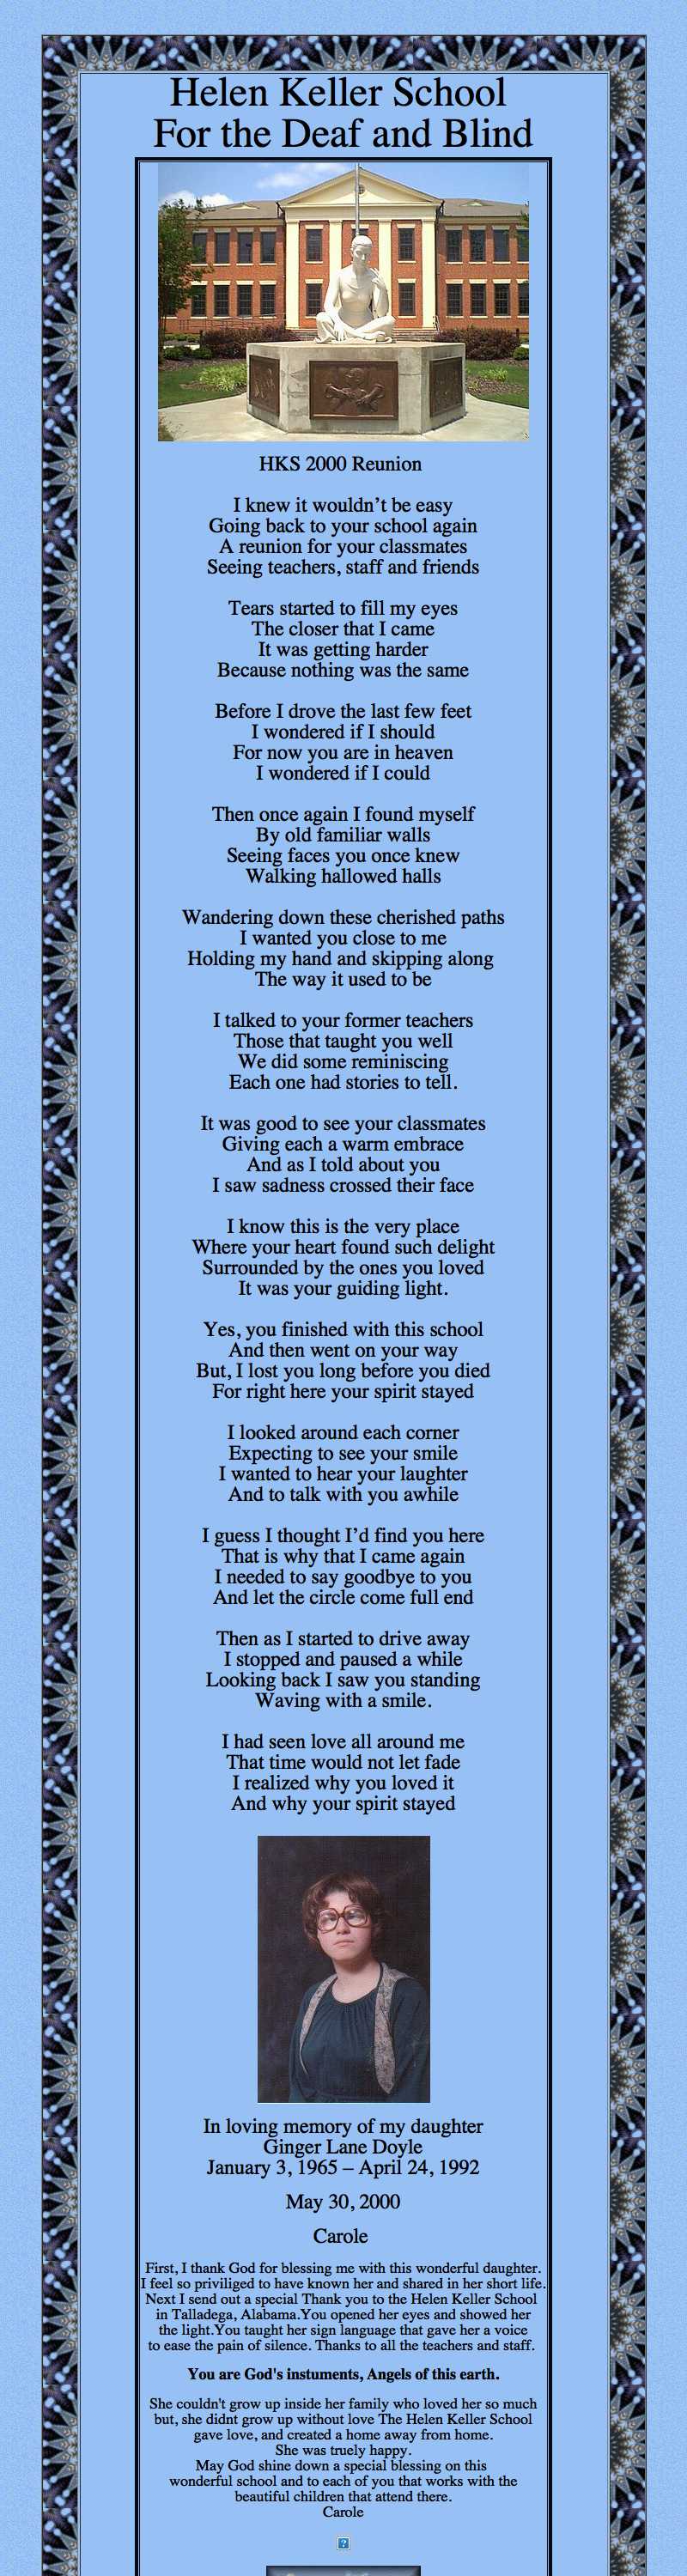 Helen Keller School
For the Deaf and Blind
HKS 2000 Reunion
I knew it wouldn’t be easy
Going back to your school again
A reunion for your classmates
Seeing teachers, staff and friends
Tears started to fill my eyes
The closer that I came
It was getting harder
Because nothing was the same
Before I drove the last few feet
I wondered if I should
For now you are in heaven
I wondered if I could
Then once again I found myself
By old familiar walls
Seeing faces you once knew
Walking hallowed halls
Wandering down these cherished paths
I wanted you close to me
Holding my hand and skipping along
The way it used to be
I talked to your former teachers
Those that taught you well
We did some reminiscing
Each one had stories to tell.
It was good to see your classmates
Giving each a warm embrace
And as I told about you
I saw sadness crossed their face
I know this is the very place
Where your heart found such delight
Surrounded by the ones you loved
It was your guiding light.
Yes, you finished with this school
And then went on your way
But, I lost you long before you died
For right here your spirit stayed
I looked around each corner
Expecting to see your smile
I wanted to hear your laughter
And to talk with you awhile
I guess I thought I’d find you here
That is why that I came again
I needed to say goodbye to you
And let the circle come full end
Then as I started to drive away
I stopped and paused a while
Looking back I saw you standing
Waving with a smile.
I had seen love all around me
That time would not let fade
I realized why you loved it
And why your spirit stayed
In loving memory of my daughter
Ginger Lane Doyle
January 3, 1965 – April 24, 1992
May 30, 2000
Carole
First, I thank God for blessing me with this wonderful daughter.
I feel so priviliged to have known her and shared in her short life.
Next I send out a special Thank you to the Helen Keller School
in Talladega, Alabama.You opened her eyes and showed her
the light.You taught her sign language that gave her a voice
to ease the pain of silence. Thanks to all the teachers and staff.
You are God's instuments, Angels of this earth.
She couldn't grow up inside her family who loved her so much
but, she didnt grow up without love The Helen Keller School
gave love, and created a home away from home.
She was truely happy.
May God shine down a special blessing on this
wonderful school and to each of you that works with the
beautiful children that attend there.
Carole
?